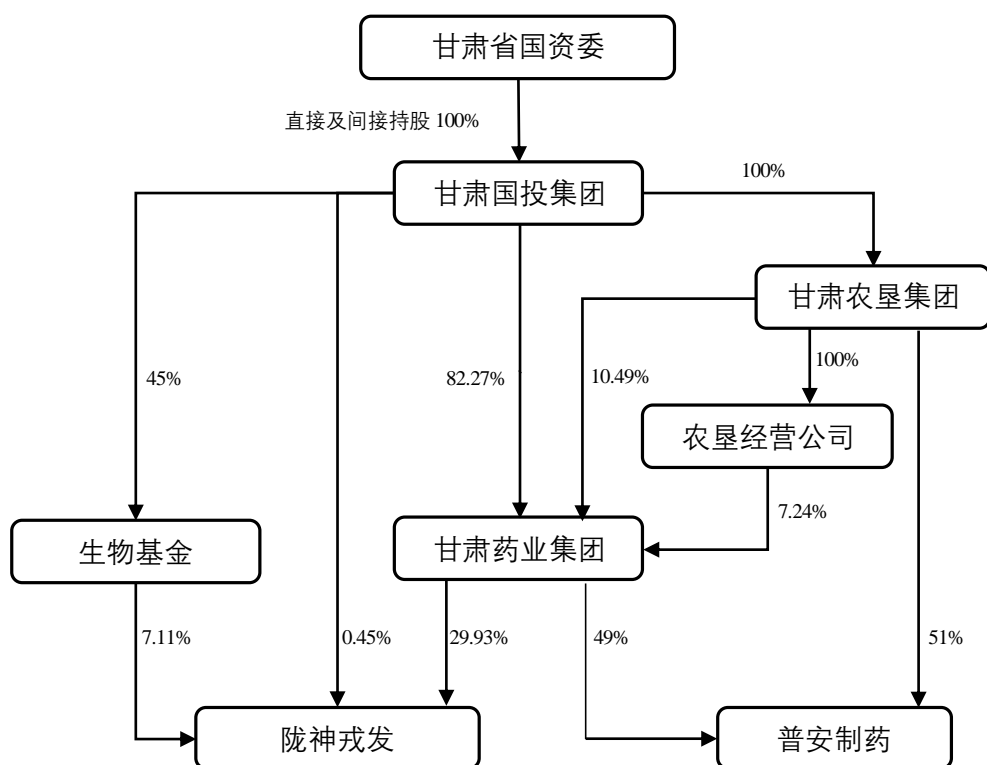 甘肃省国资委
直接及间接持股 100%
甘肃国投集团
100%
甘肃农垦集团
45%
82.27%
10.49%
100%
农垦经营公司
7.24%
生物基金
甘肃药业集团
7.11%
0.45%
29.93%
49%
51%
陇神戎发
普安制药